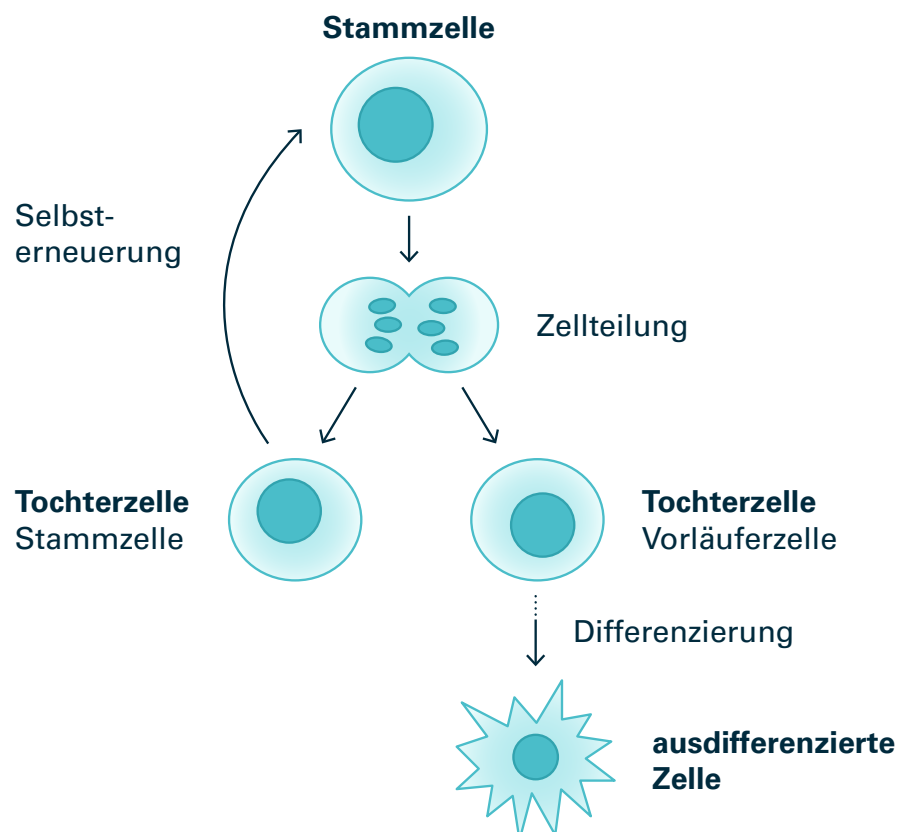 Stammzelle
Selbst-
erneuerung
Zellteilung
Tochterzelle
Stammzelle
Tochterzelle
Vorläuferzelle
Differenzierung
ausdifferenzierte
Zelle